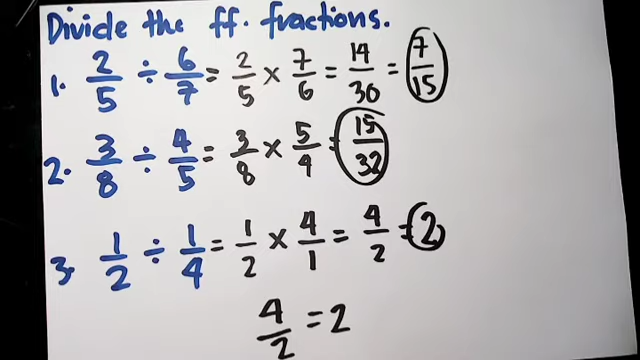 Divide the ff. fractions.
1. 2/5 ÷ 6/7 = 2/5 × 7/6 = 14/30 = 7/15
2. 3/8 ÷ 4/5 = 3/8 × 5/4 = 15/32
3. 1/2 ÷ 1/4 = 1/2 × 4/1 = 4/2 = 2
4/2 = 2